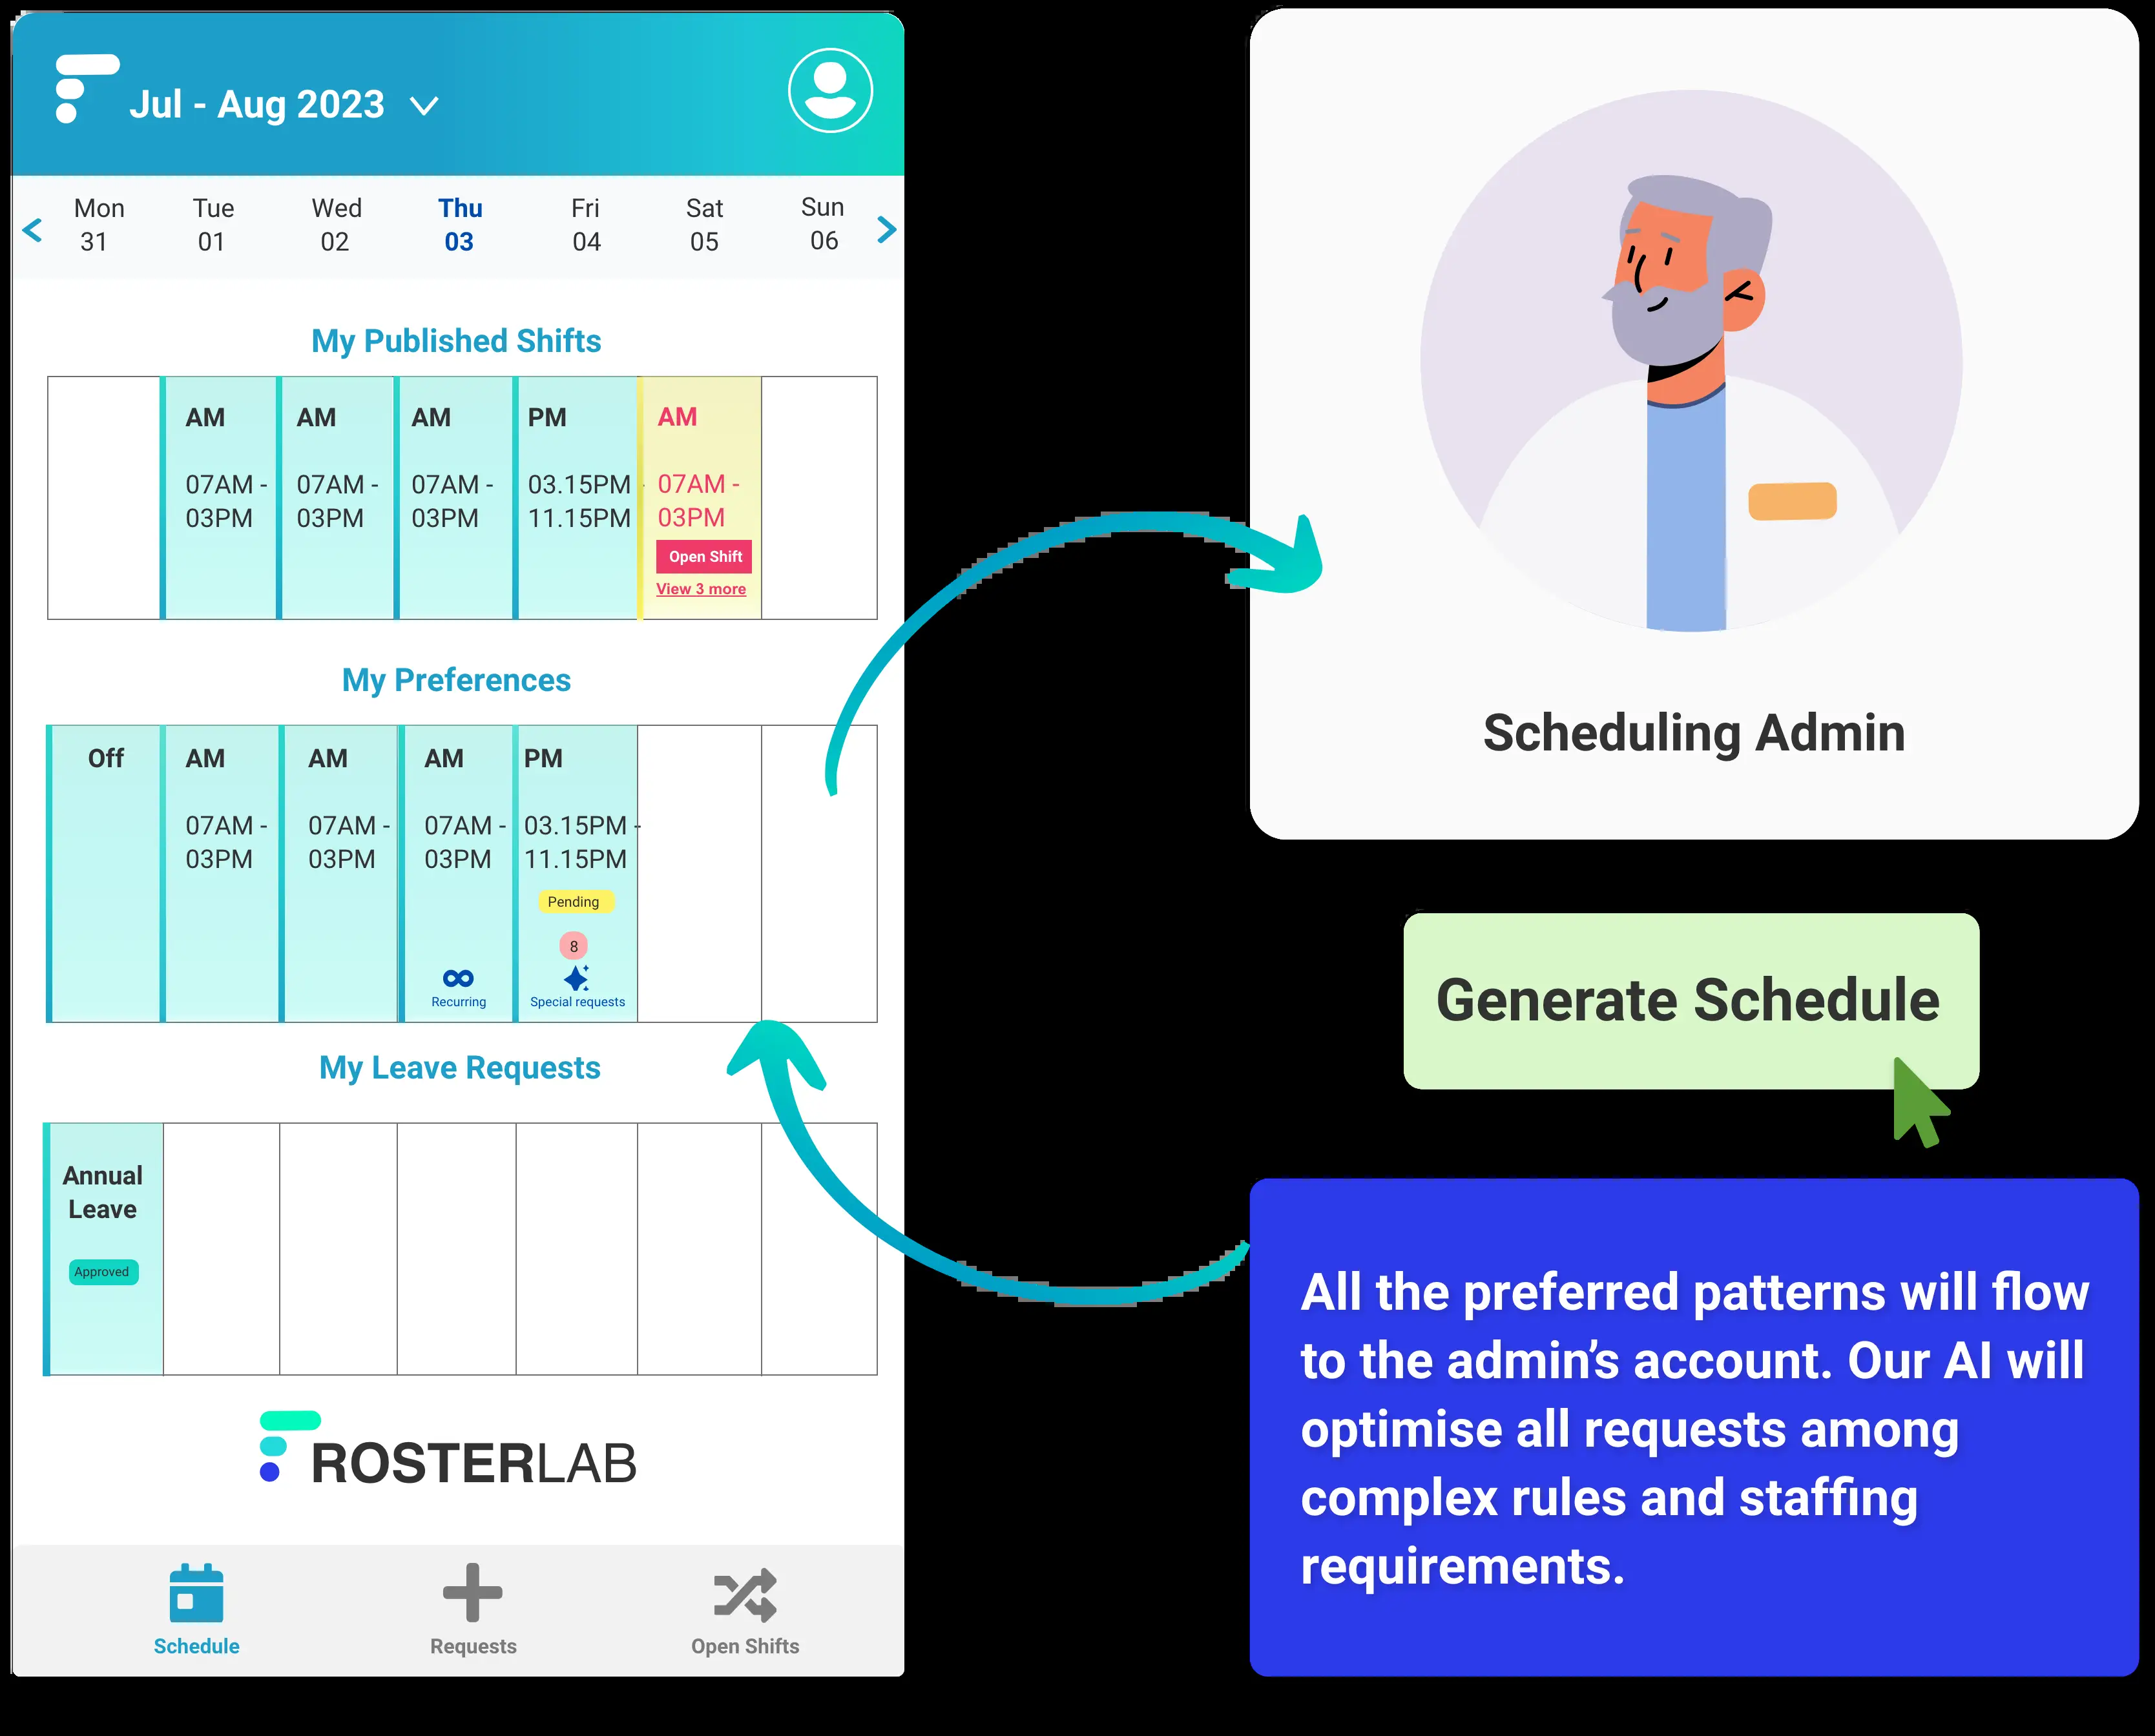 Jul - Aug 2023
Mon Tue Wed Thu Fri Sat Sun
31 01 02 03 04 05 06
My Published Shifts
AM AM AM PM AM
07AM - 07AM - 07AM - 03.15PM - 07AM -
03PM 03PM 03PM 11.15PM 03PM
Open Shift
View 3 more
My Preferences
Off AM AM AM PM
07AM - 07AM - 07AM - 03.15PM -
03PM 03PM 03PM 11.15PM
Pending
8
Recurring Special requests
My Leave Requests
Annual
Leave
Approved
ROSTERLAB
Schedule Requests Open Shifts
Scheduling Admin
Generate Schedule
All the preferred patterns will flow
to the admin’s account. Our AI will
optimise all requests among
complex rules and staffing
requirements.